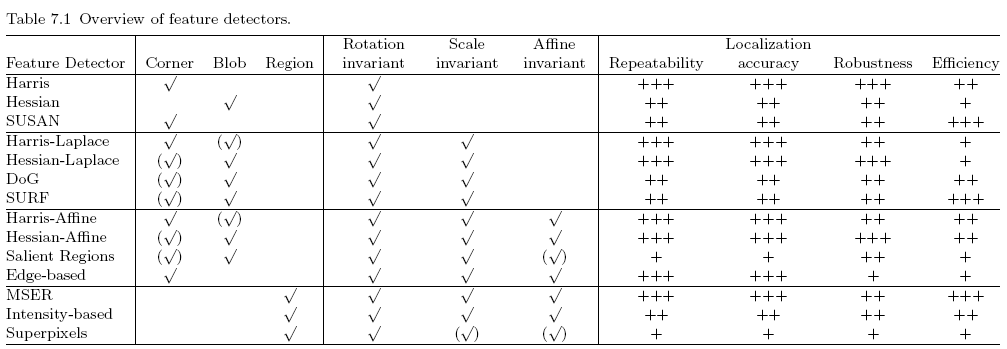 Table 7.1 Overview of feature detectors.
Rotation Scale Affine Localization
Feature Detector Corner Blob Region invariant invariant invariant Repeatability accuracy Robustness Efficiency
Harris √ √ +++ +++ +++ ++
Hessian √ √ ++ ++ ++ +
SUSAN √ √ ++ ++ ++ +++
Harris-Laplace √ (√) √ √ +++ +++ ++ +
Hessian-Laplace (√) √ √ √ +++ +++ +++ +
DoG (√) √ √ √ ++ ++ ++ ++
SURF (√) √ √ √ ++ ++ ++ +++
Harris-Affine √ (√) √ √ √ +++ +++ ++ ++
Hessian-Affine (√) √ √ √ √ +++ +++ +++ ++
Salient Regions (√) √ √ √ (√) + + ++ +
Edge-based √ √ √ √ +++ +++ + +
MSER √ √ √ √ +++ +++ ++ +++
Intensity-based √ √ √ √ ++ ++ ++ ++
Superpixels √ √ (√) (√) + + + +